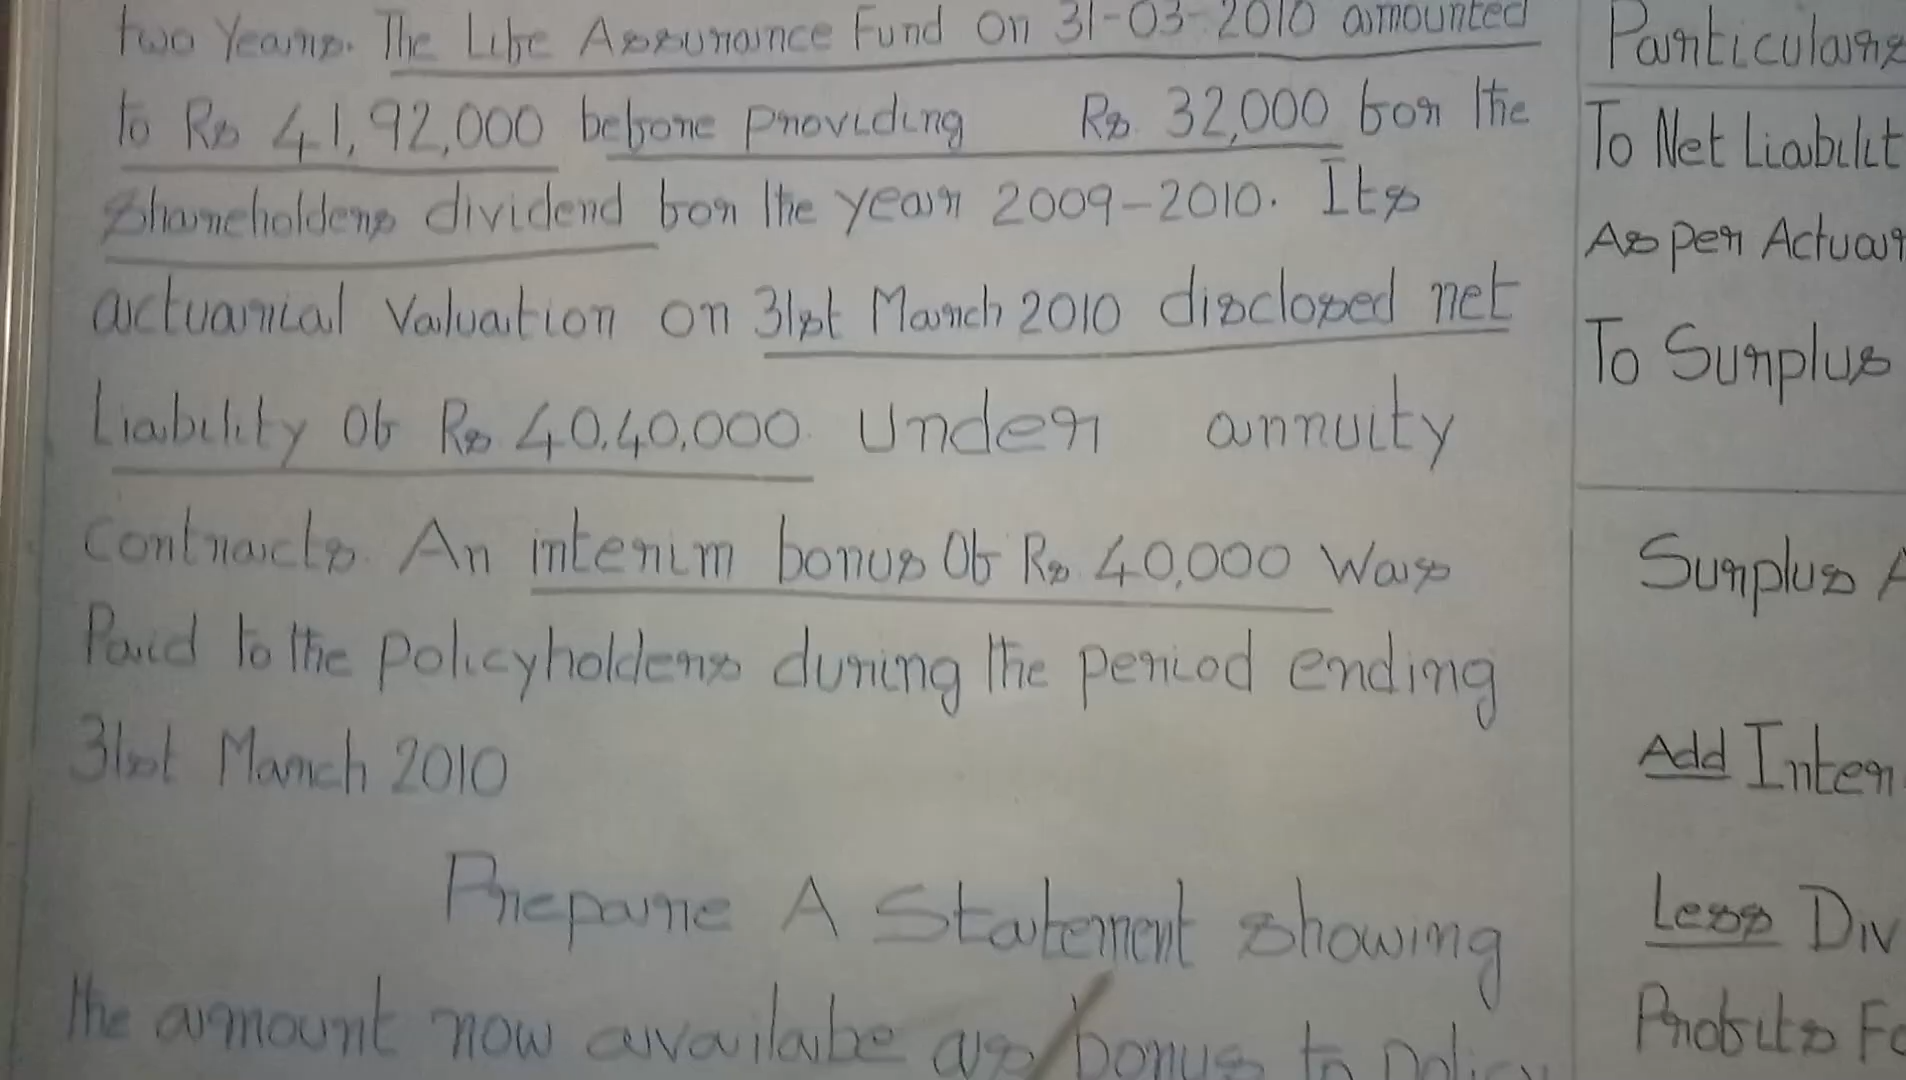 two Years. The Life Assurance Fund on 31-03-2010 amounted
to Rs 41,92,000 before providing Rs. 32,000 for the
shareholders dividend for the year 2009-2010. Its
actuarial Valuation on 31st March 2010 disclosed net
Liability Of Rs. 40,40,000 Under annuity
Contracts. An interim bonus Of Rs. 40,000 Was
Paid to the policyholders during the period ending
31st March 2010
Prepare A Statement showing
the amount now availabe as bonus to policy
Particulars
To Net Liabilit
As per Actuar
To Surplus
Surplus A
Add Inter
Less Div
Profits Fo